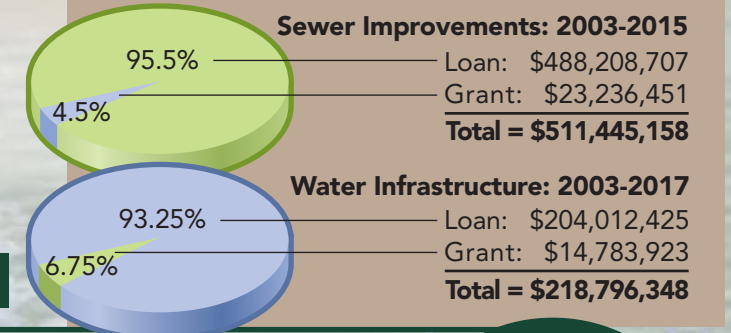 Sewer Improvements: 2003-2015
95.5%
Loan: $488,208,707
4.5%
Grant: $23,236,451
Total = $511,445,158
Water Infrastructure: 2003-2017
93.25%
Loan: $204,012,425
6.75%
Grant: $14,783,923
Total = $218,796,348